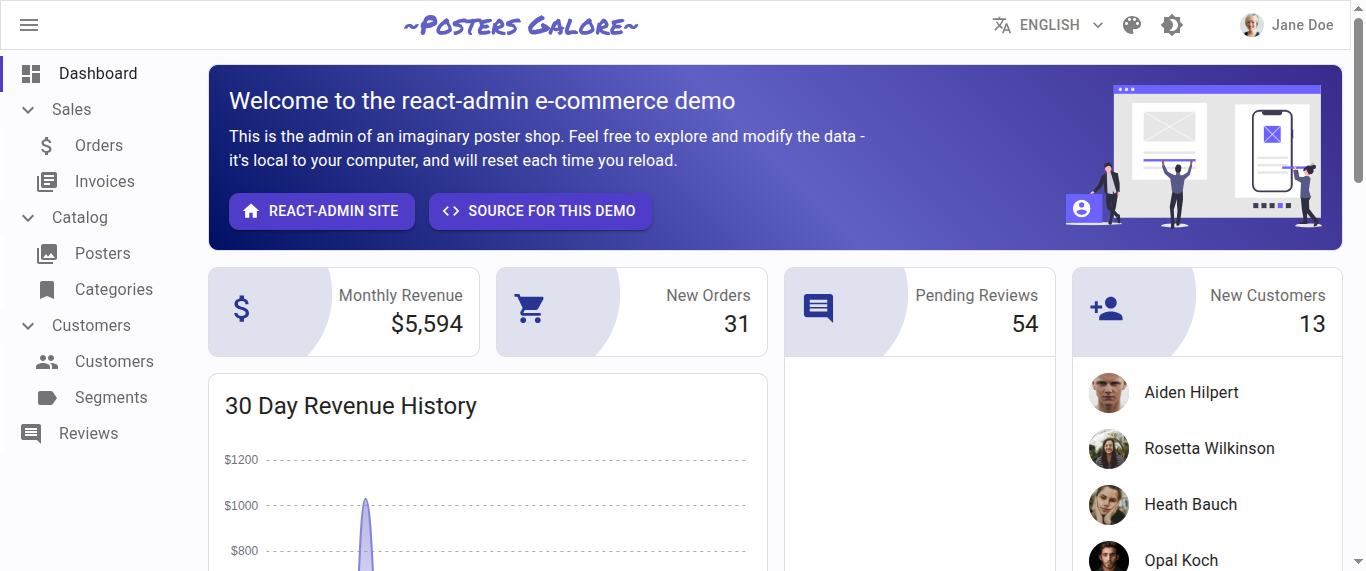 ~Posters Galore~
ENGLISH
Jane Doe
Dashboard
Sales
Orders
Invoices
Catalog
Posters
Categories
Customers
Customers
Segments
Reviews
Welcome to the react-admin e-commerce demo
This is the admin of an imaginary poster shop. Feel free to explore and modify the data -
it's local to your computer, and will reset each time you reload.
REACT-ADMIN SITE
SOURCE FOR THIS DEMO
Monthly Revenue
$5,594
New Orders
31
Pending Reviews
54
New Customers
13
30 Day Revenue History
$1200
$1000
$800
Aiden Hilpert
Rosetta Wilkinson
Heath Bauch
Opal Koch